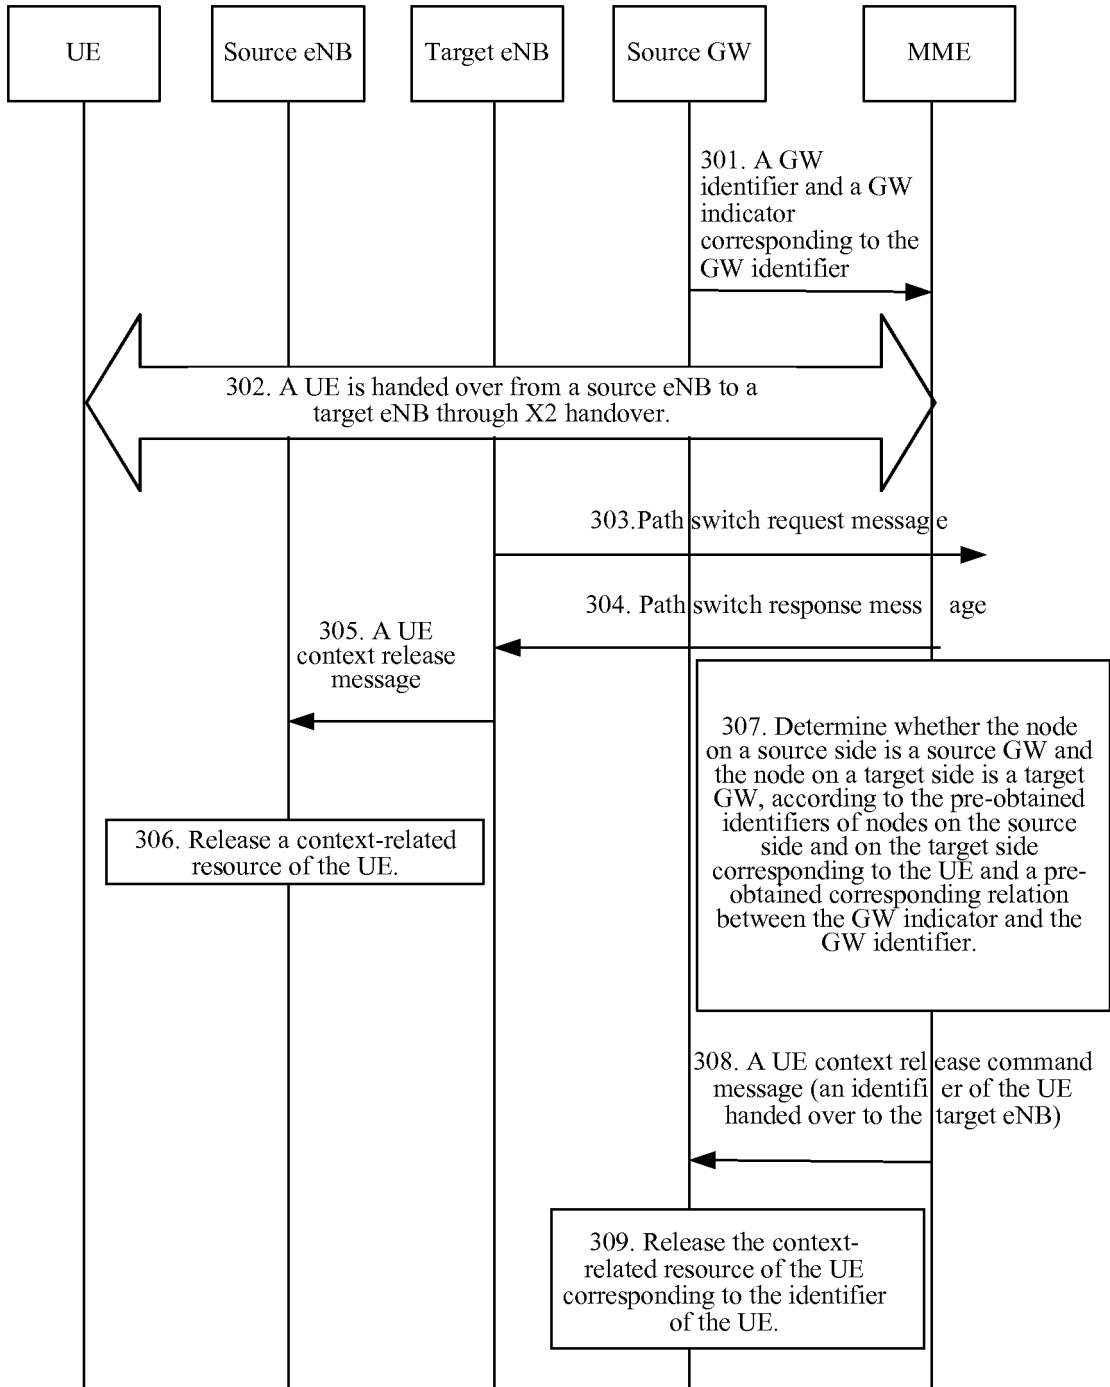 UE
Source eNB
Target eNB
Source GW
MME
301. A GW
identifier and a GW
indicator
corresponding to the
GW identifier
302. A UE is handed over from a source eNB to a
target eNB through X2 handover.
303.Path switch request message
304. Path switch response message
305. A UE
context release
message
306. Release a context-related
resource of the UE.
307. Determine whether the node
on a source side is a source GW and
the node on a target side is a target
GW, according to the pre-obtained
identifiers of nodes on the source
side and on the target side
corresponding to the UE and a pre-
obtained corresponding relation
between the GW indicator and the
GW identifier.
308. A UE context release command
message (an identifier of the UE
handed over to the target eNB)
309. Release the context-
related resource of the UE
corresponding to the identifier
of the UE.